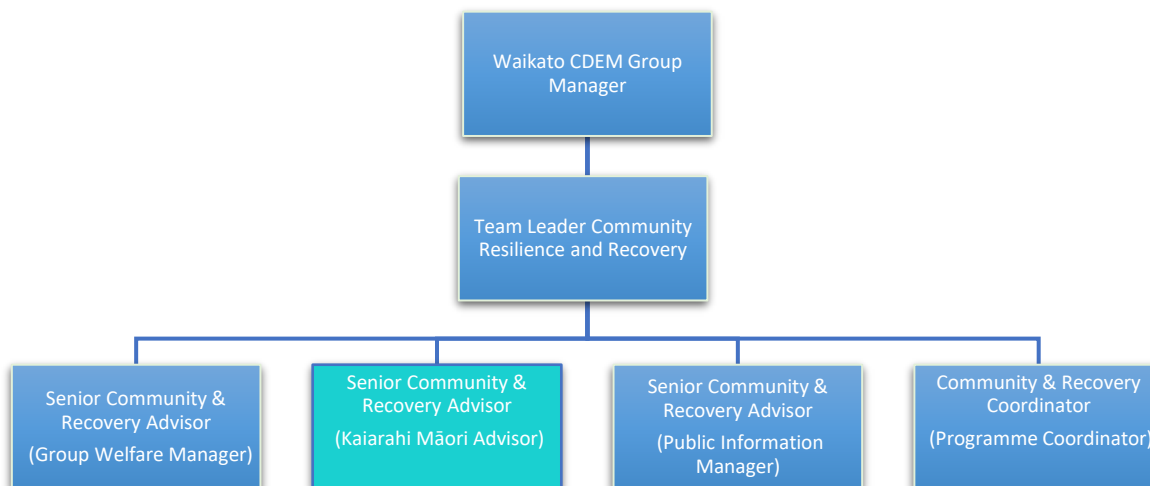 Waikato CDEM Group
Manager
Team Leader Community
Resilience and Recovery
Senior Community &
Recovery Advisor
(Group Welfare Manager)
Senior Community &
Recovery Advisor
(Kaiarahi Māori Advisor)
Senior Community &
Recovery Advisor
(Public Information
Manager)
Community & Recovery
Coordinator
(Programme Coordinator)